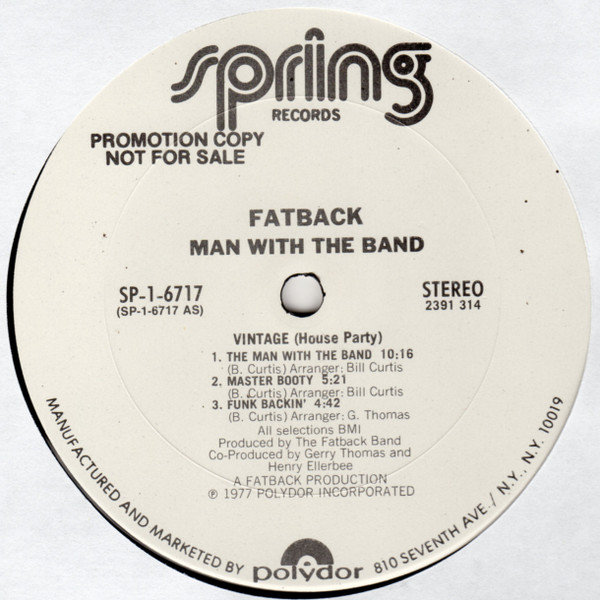 spring
RECORDS
PROMOTION COPY
NOT FOR SALE
FATBACK
MAN WITH THE BAND
SP-1-6717
(SP-1-6717 AS)
STEREO
2391 314
VINTAGE (House Party)
1. THE MAN WITH THE BAND 10:16
(B. Curtis) Arranger: Bill Curtis
2. MASTER BOOTY 5:21
(B. Curtis) Arranger: Bill Curtis
3. FUNK BACKIN' 4:42
(B. Curtis) Arranger: G. Thomas
All selections BMI
Produced by The Fatback Band
Co-Produced by Gerry Thomas and
Henry Ellerbee
A FATBACK PRODUCTION
℗ 1977 POLYDOR INCORPORATED
MANUFACTURED AND MARKETED BY polydor 810 SEVENTH AVE./ N.Y., N.Y. 10019